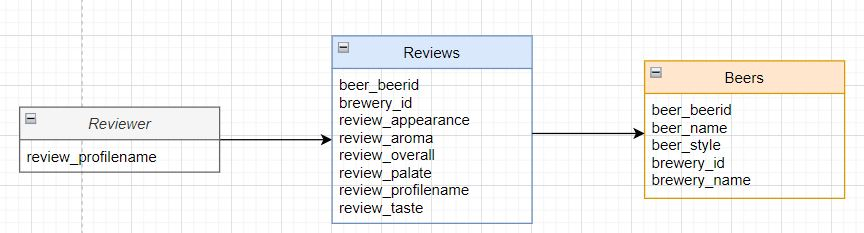 Reviewer
review_profilename
Reviews
beer_beerid
brewery_id
review_appearance
review_aroma
review_overall
review_palate
review_profilename
review_taste
Beers
beer_beerid
beer_name
beer_style
brewery_id
brewery_name